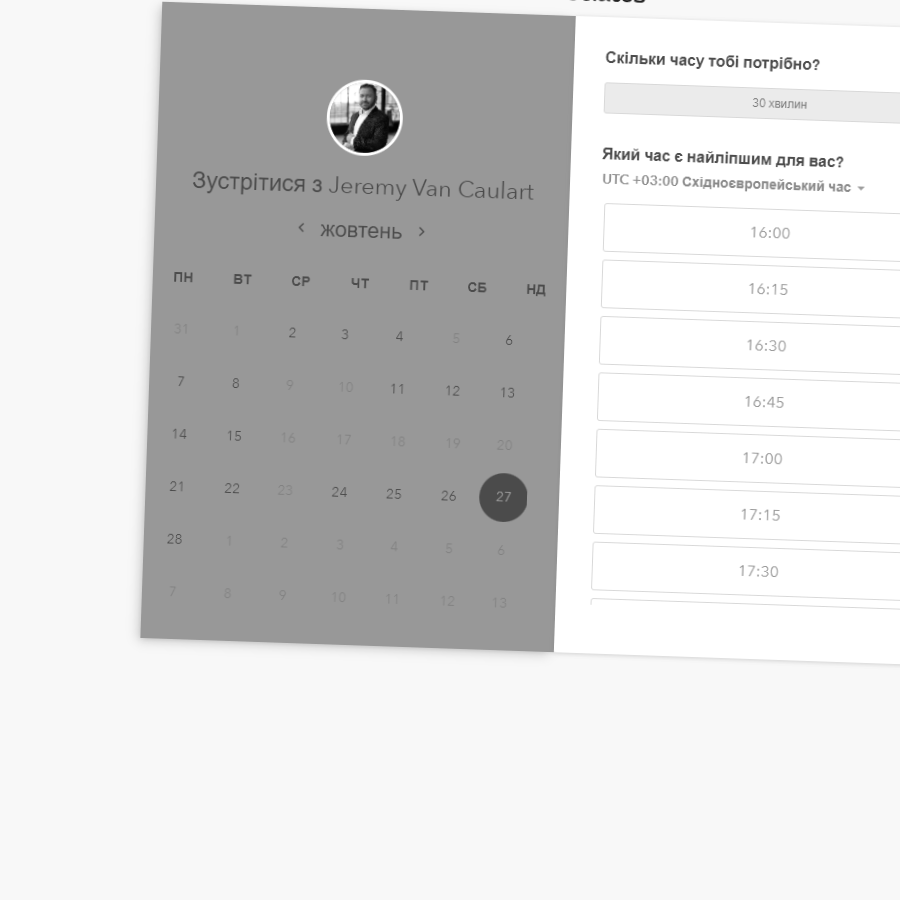 Зустрітися з Jeremy Van Caulart
жовтень
ПН ВТ СР ЧТ ПТ СБ НД
31 1 2 3 4 5 6
7 8 9 10 11 12 13
14 15 16 17 18 19 20
21 22 23 24 25 26 27
28 1 2 3 4 5 6
7 8 9 10 11 12 13
Скільки часу тобі потрібно?
30 хвилин
Який час є найліпшим для вас?
UTC +03:00 Східноєвропейський час
16:00
16:15
16:30
16:45
17:00
17:15
17:30